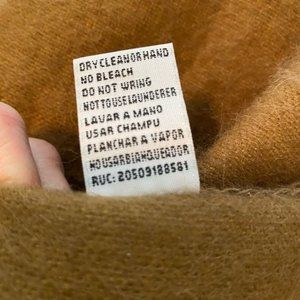 DRYCLEANORHAND
NO BLEACH
DO NOT WRING
NOTTOUSELAUNDERER
LAVAR A MANO
USAR CHAMPU
PLANCHAR A VAPOR
NOUSARBIANQUEADOR
RUC: 20509188581